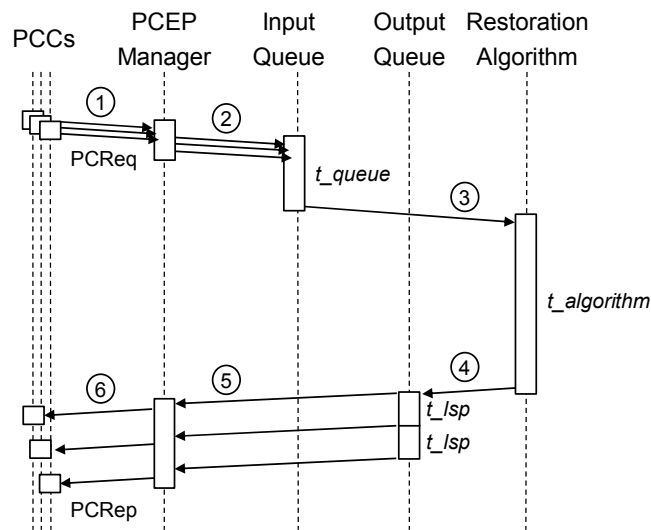 PCCs
PCEP
Manager
Input
Queue
Output
Queue
Restoration
Algorithm
1
2
PCReq
t_queue
3
t_algorithm
4
5
6
t_lsp
t_lsp
PCRep